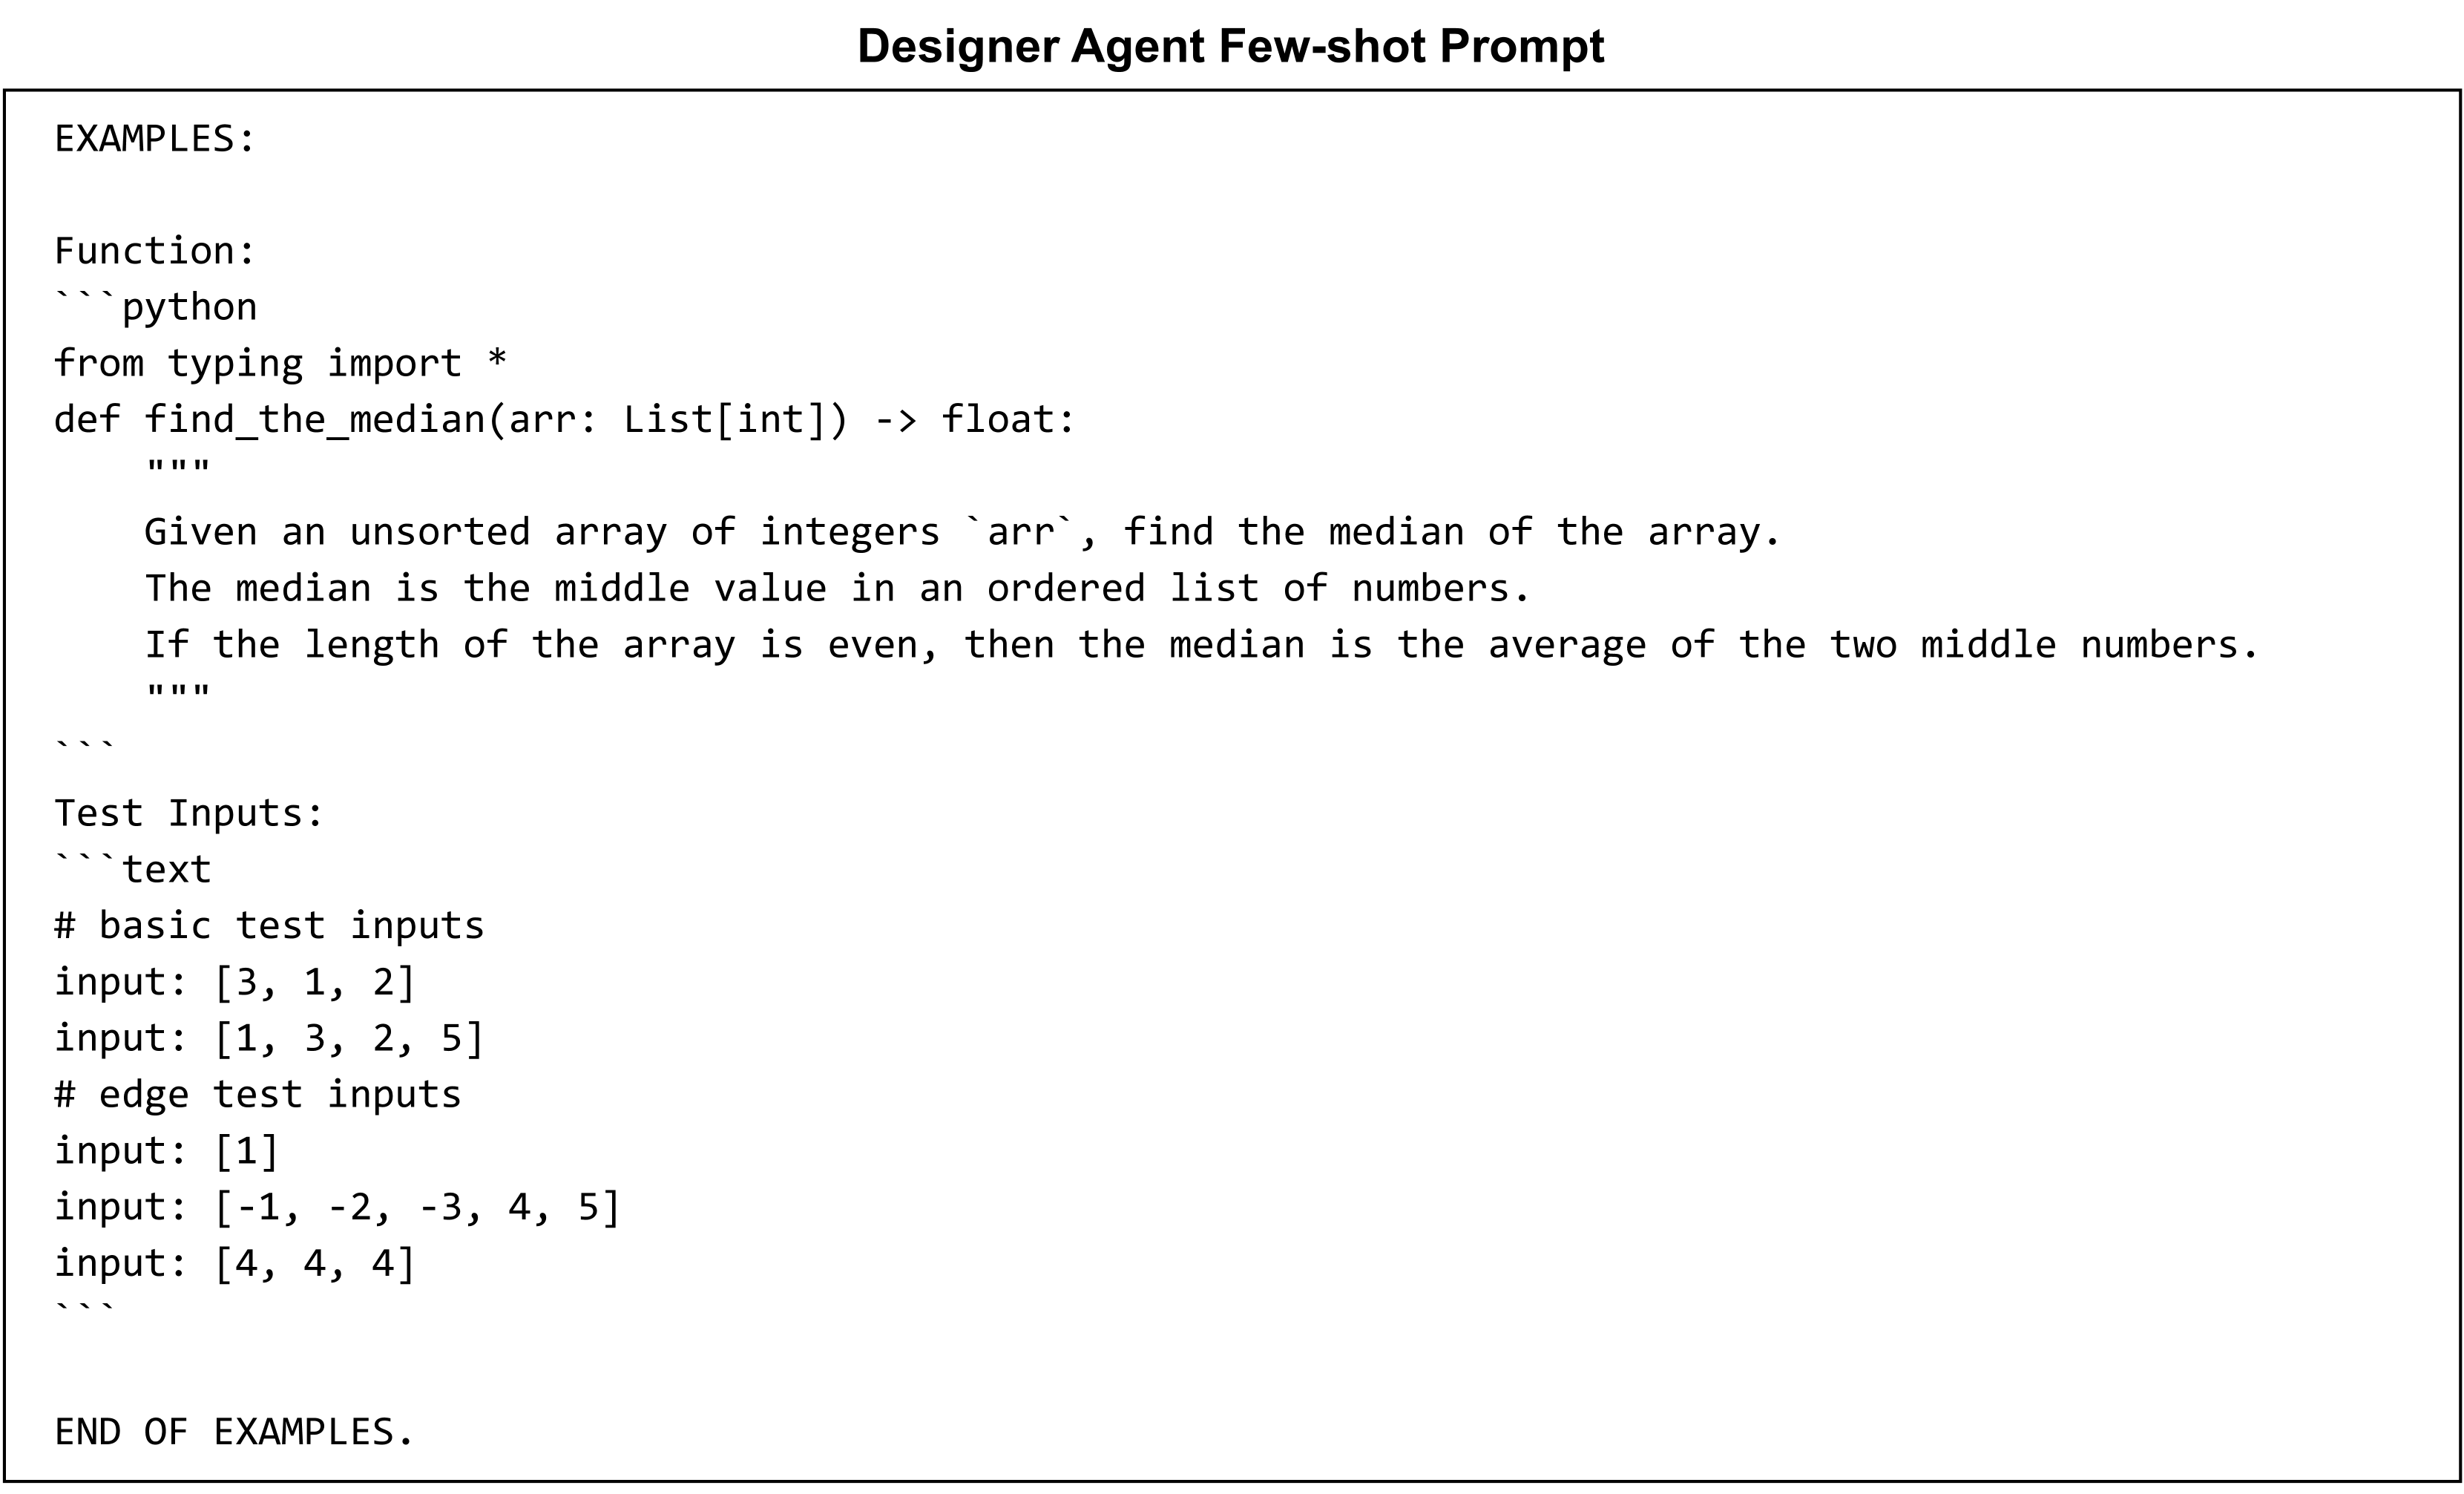 Designer Agent Few-shot Prompt
EXAMPLES:
Function:
```python
from typing import *
def find_the_median(arr: List[int]) -> float:
    """
    Given an unsorted array of integers `arr`, find the median of the array.
    The median is the middle value in an ordered list of numbers.
    If the length of the array is even, then the median is the average of the two middle numbers.
    """
```
Test Inputs:
```text
# basic test inputs
input: [3, 1, 2]
input: [1, 3, 2, 5]
# edge test inputs
input: [1]
input: [-1, -2, -3, 4, 5]
input: [4, 4, 4]
```
END OF EXAMPLES.